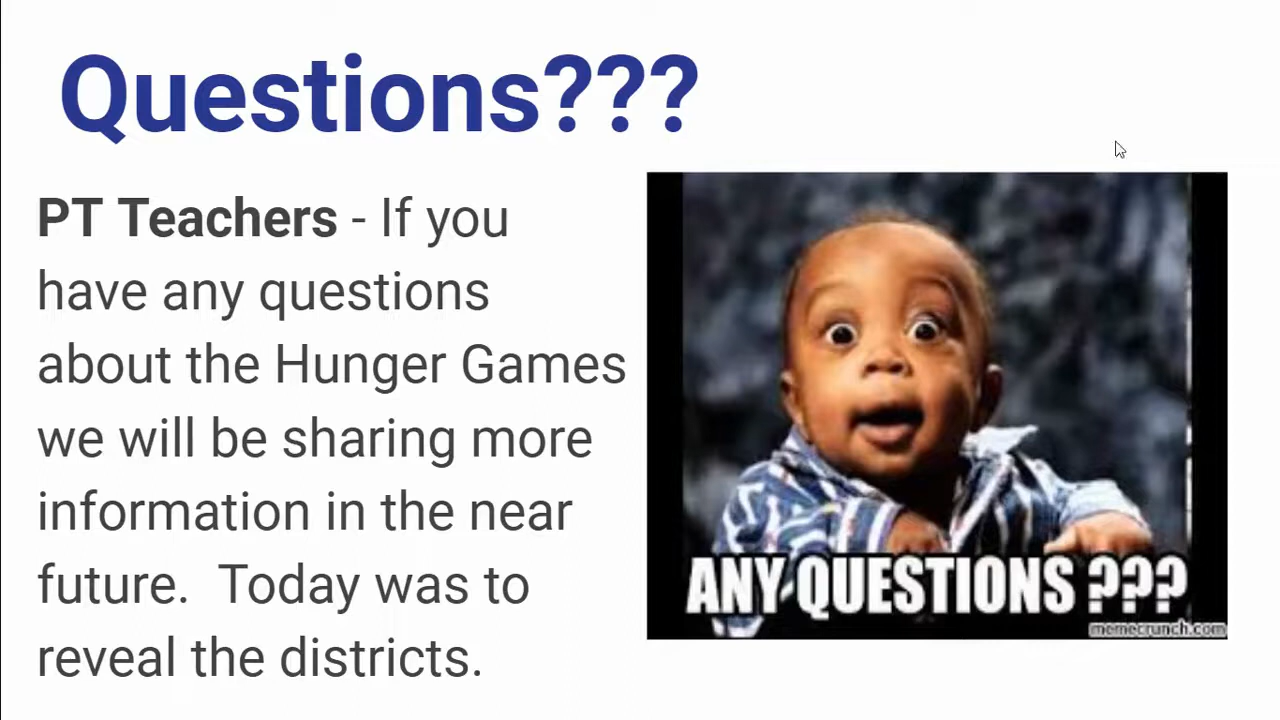 Questions???
PT Teachers - If you
have any questions
about the Hunger Games
we will be sharing more
information in the near
future.  Today was to
reveal the districts.
ANY QUESTIONS ???
memecrunch.com